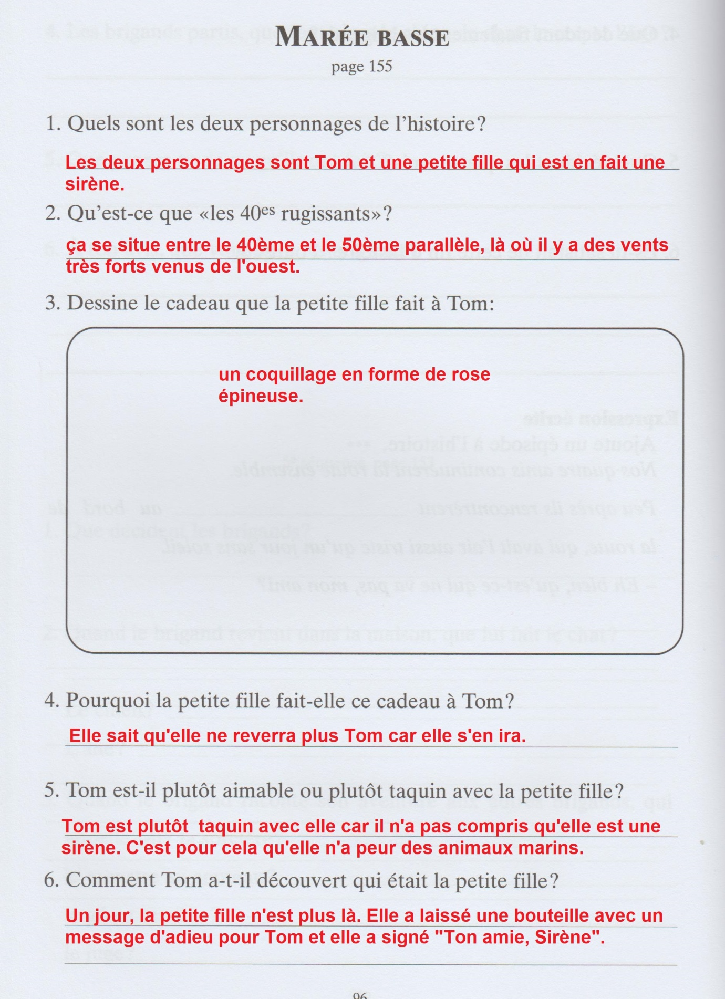 MARÉE BASSE
page 155
1. Quels sont les deux personnages de l'histoire?
Les deux personnages sont Tom et une petite fille qui est en fait une
sirène.
2. Qu'est-ce que «les 40es rugissants»?
ça se situe entre le 40ème et le 50ème parallèle, là où il y a des vents
très forts venus de l'ouest.
3. Dessine le cadeau que la petite fille fait à Tom:
un coquillage en forme de rose
épineuse.
4. Pourquoi la petite fille fait-elle ce cadeau à Tom?
Elle sait qu'elle ne reverra plus Tom car elle s'en ira.
5. Tom est-il plutôt aimable ou plutôt taquin avec la petite fille?
Tom est plutôt taquin avec elle car il n'a pas compris qu'elle est une
sirène. C'est pour cela qu'elle n'a peur des animaux marins.
6. Comment Tom a-t-il découvert qui était la petite fille?
Un jour, la petite fille n'est plus là. Elle a laissé une bouteille avec un
message d'adieu pour Tom et elle a signé "Ton amie, Sirène".
96